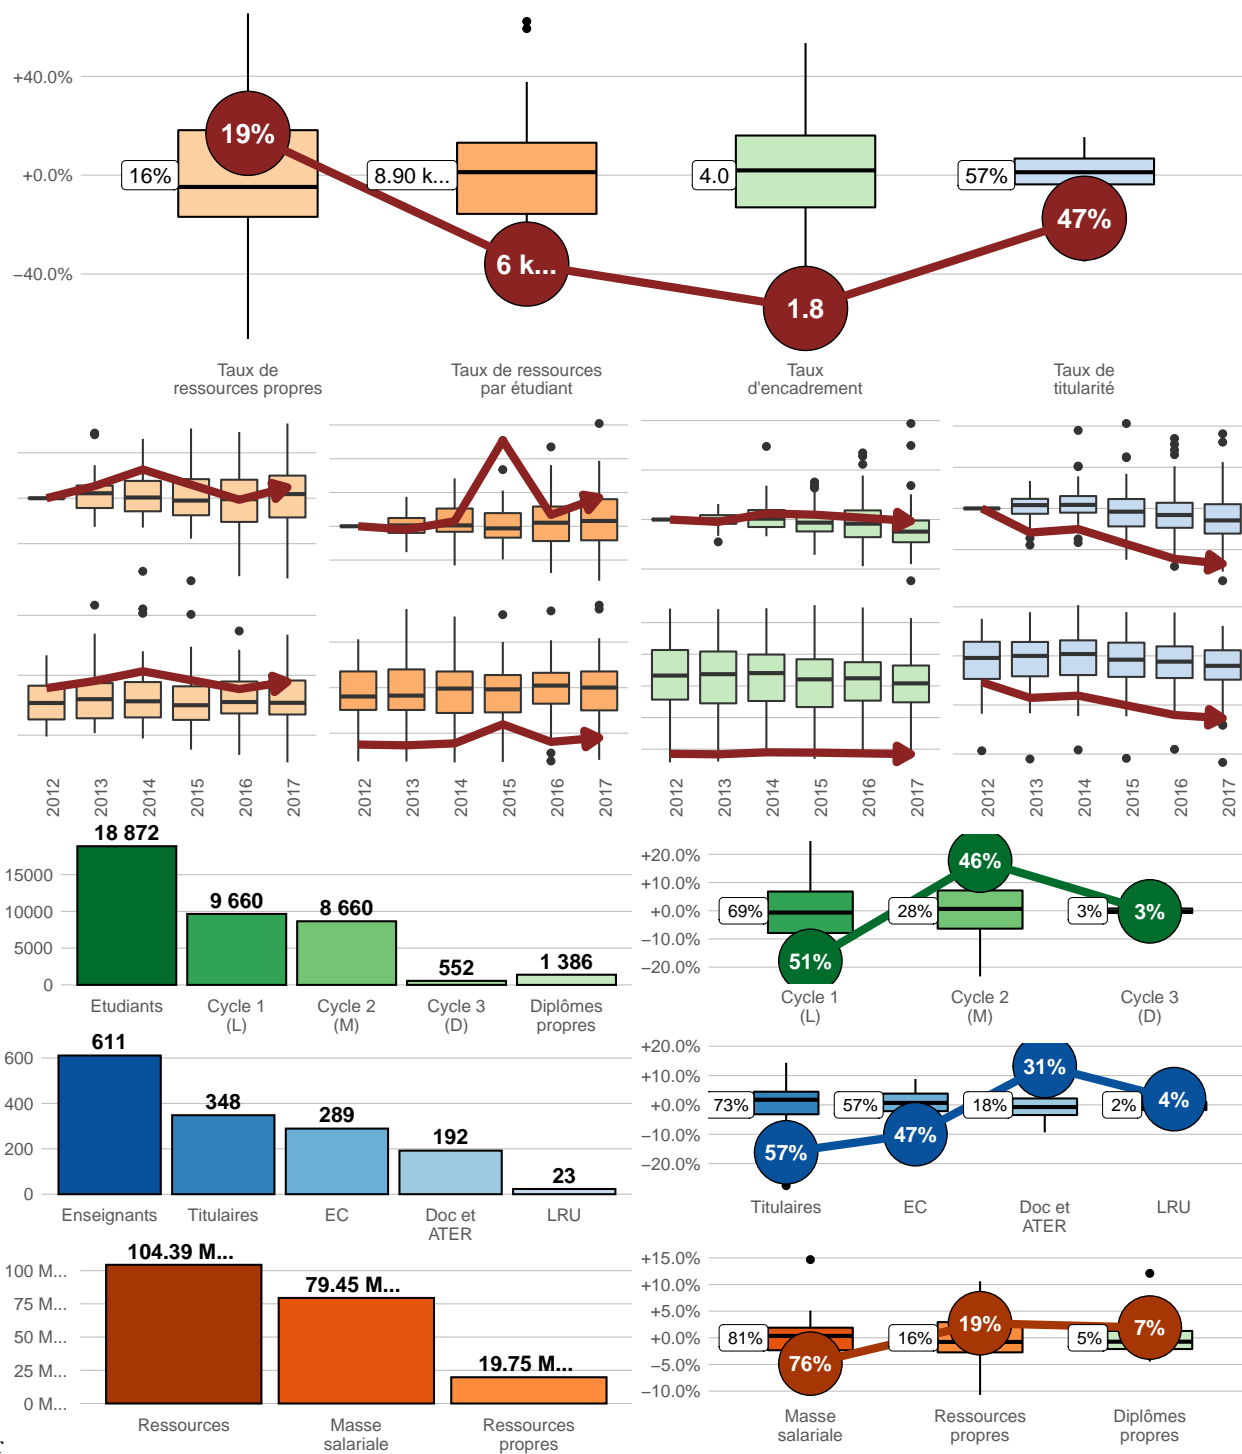 +40.0%
+0.0%
−40.0%
16%
19%
8.90 k...
6 k...
4.0
1.8
57%
47%
Taux de
ressources propres
Taux de ressources
par étudiant
Taux
d'encadrement
Taux de
titularité
2012
2013
2014
2015
2016
2017
2012
2013
2014
2015
2016
2017
2012
2013
2014
2015
2016
2017
2012
2013
2014
2015
2016
2017
15000
10000
5000
0
18 872
9 660
8 660
552
1 386
Etudiants
Cycle 1
(L)
Cycle 2
(M)
Cycle 3
(D)
Diplômes
propres
+20.0%
+10.0%
+0.0%
−10.0%
−20.0%
69%
51%
28%
46%
3%
3%
Cycle 1
(L)
Cycle 2
(M)
Cycle 3
(D)
600
400
200
0
611
348
289
192
23
Enseignants
Titulaires
EC
Doc et
ATER
LRU
+20.0%
+10.0%
+0.0%
−10.0%
−20.0%
73%
57%
57%
47%
18%
31%
2%
4%
Titulaires
EC
Doc et
ATER
LRU
100 M...
75 M...
50 M...
25 M...
0 M...
104.39 M...
79.45 M...
19.75 M...
Ressources
Masse
salariale
Ressources
propres
+15.0%
+10.0%
+5.0%
+0.0%
−5.0%
−10.0%
81%
76%
16%
19%
5%
7%
Masse
salariale
Ressources
propres
Diplômes
propres